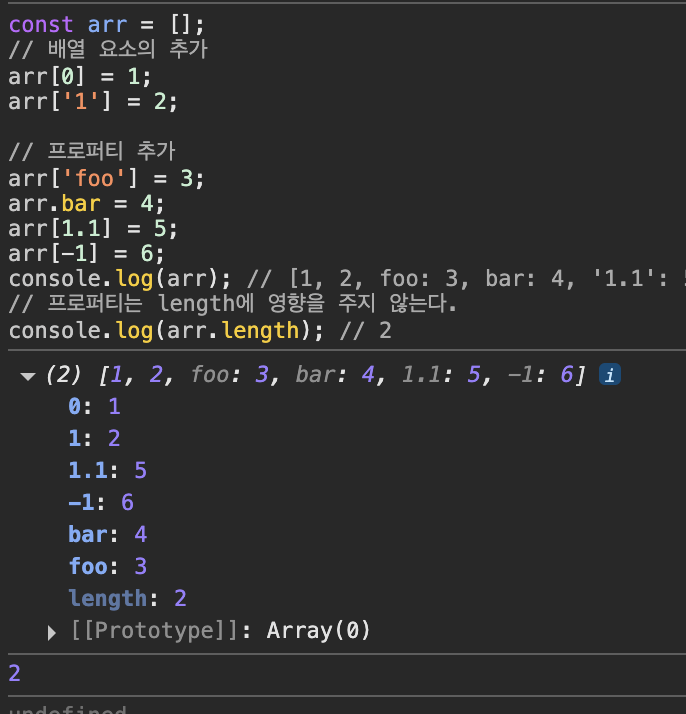 const arr = [];
// 배열 요소의 추가
arr[0] = 1;
arr['1'] = 2;
// 프로퍼티 추가
arr['foo'] = 3;
arr.bar = 4;
arr[1.1] = 5;
arr[-1] = 6;
console.log(arr); // [1, 2, foo: 3, bar: 4, '1.1':
// 프로퍼티는 length에 영향을 주지 않는다.
console.log(arr.length); // 2
(2) [1, 2, foo: 3, bar: 4, 1.1: 5, -1: 6] i
0: 1
1: 2
1.1: 5
-1: 6
bar: 4
foo: 3
length: 2
[[Prototype]]: Array(0)
2
undefined